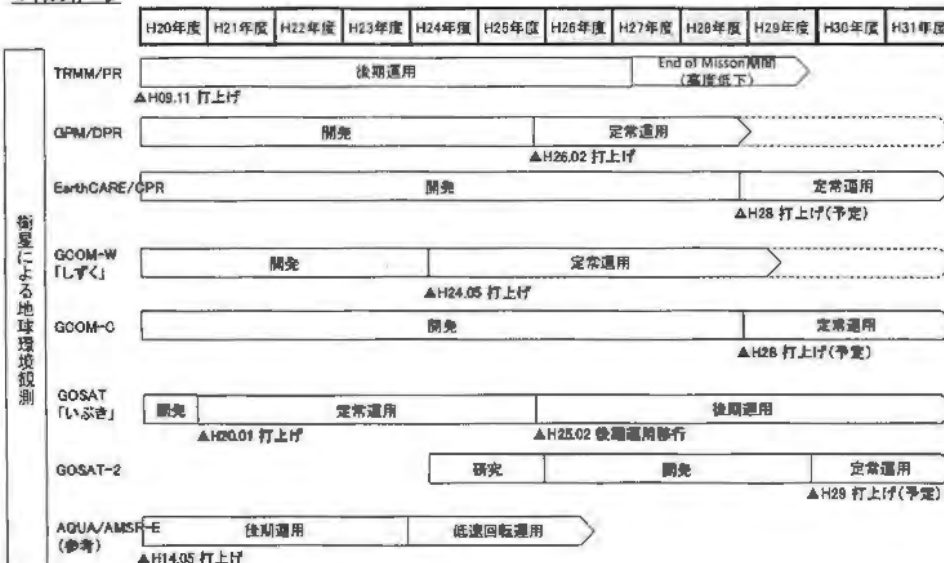 H20年度 H21年度 H22年度 H23年度 H24年度 H25年度 H26年度 H27年度 H28年度 H29年度 H30年度 H31年度
衛星による地球環境観測
TRMM/PR 後期運用 End of Misson期間
(高度低下)
▲H09.11 打上げ
GPM/DPR 開発 定常運用
▲H26.02 打上げ
EarthCARE/CPR 開発 定常運用
▲H28 打上げ(予定)
GCOM-W
「しずく」 開発 定常運用
▲H24.05 打上げ
GCOM-C 開発 定常運用
▲H28 打上げ(予定)
GOSAT
「いぶき」 開発 定常運用 後期運用
▲H20.01 打上げ ▲H25.02 後期運用移行
GOSAT-2 研究 開発 定常運用
▲H29 打上げ(予定)
AQUA/AMSR-E
(参考) 後期運用 低速回転運用
▲H14.05 打上げ